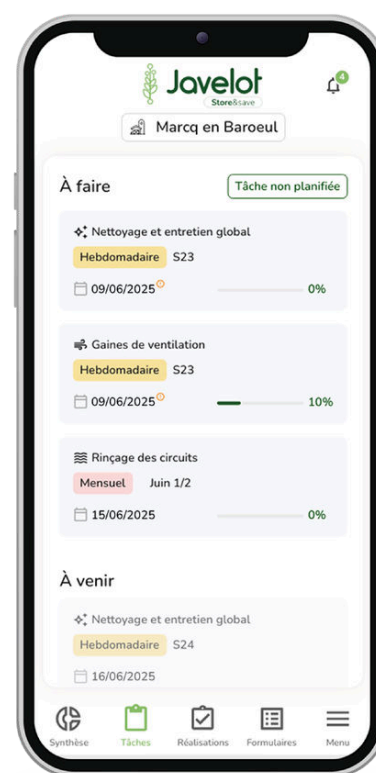 Javelot
Store&save
4
Marcq en Baroeul
À faire
Tâche non planifiée
Nettoyage et entretien global
Hebdomadaire S23
09/06/2025 0%
Gaines de ventilation
Hebdomadaire S23
09/06/2025 10%
Rinçage des circuits
Mensuel Juin 1/2
15/06/2025 0%
À venir
Nettoyage et entretien global
Hebdomadaire S24
16/06/2025
Synthèse Tâches Réalisations Formulaires Menu